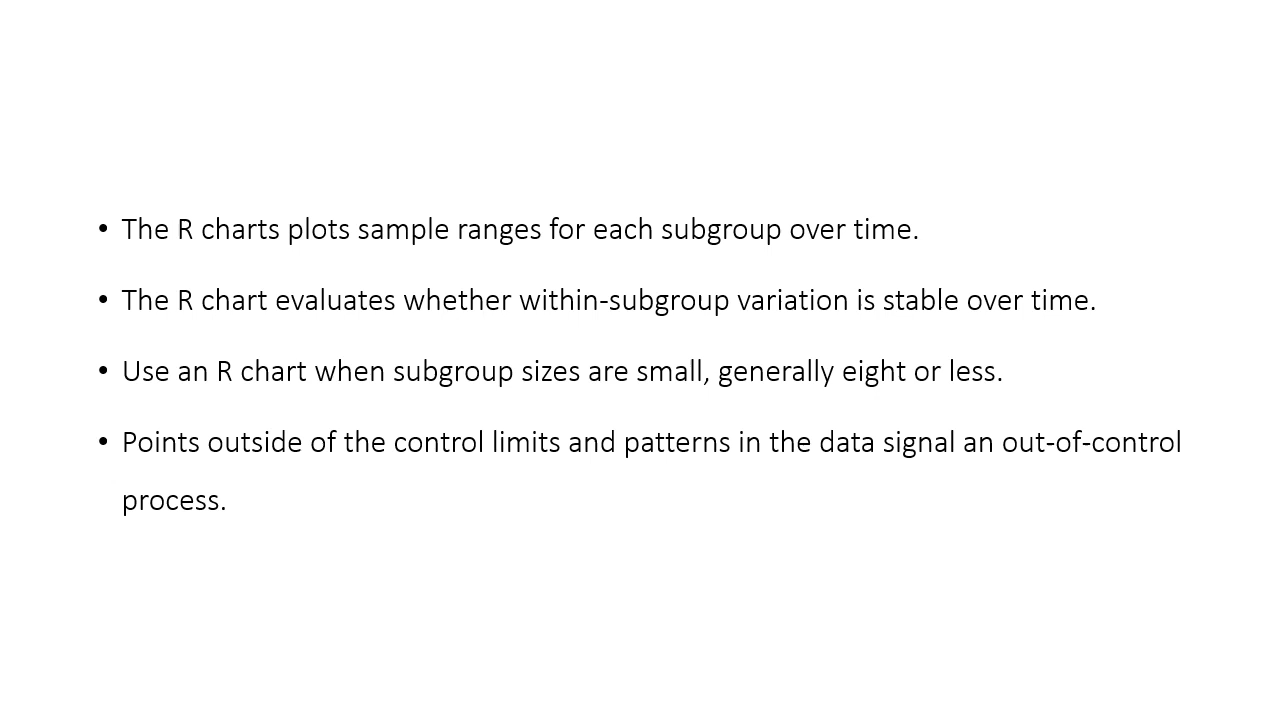 • The R charts plots sample ranges for each subgroup over time.
• The R chart evaluates whether within-subgroup variation is stable over time.
• Use an R chart when subgroup sizes are small, generally eight or less.
• Points outside of the control limits and patterns in the data signal an out-of-control
process.